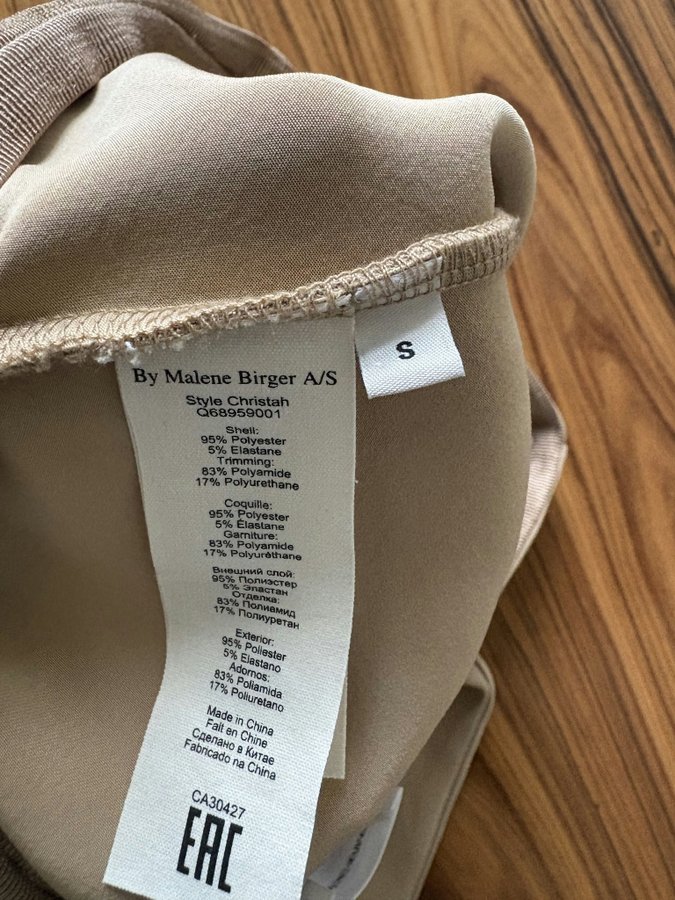 S
By Malene Birger A/S
Style Christah
Q68959001
Shell:
95% Polyester
5% Elastane
Trimming:
83% Polyamide
17% Polyurethane
Coquille:
95% Polyester
5% Élastane
Garniture:
83% Polyamide
17% Polyuréthane
Внешний слой:
95% Полиэстер
5% Эластан
Отделка:
83% Полиамид
17% Полиуретан
Exterior:
95% Poliester
5% Elastano
Adornos:
83% Poliamida
17% Poliuretano
Made in China
Fait en Chine
Сделано в Китае
Fabricado na China
CA30427
EAC